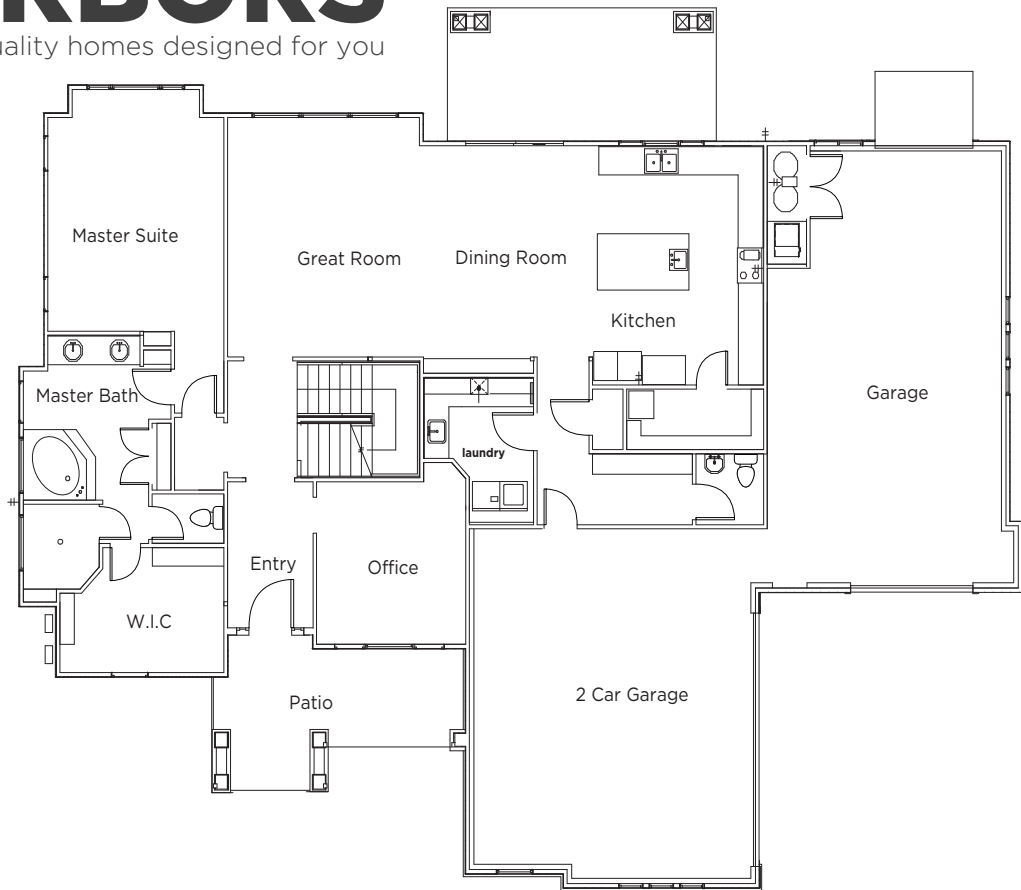 homes designed for you
Master Suite
Great Room
Dining Room
Kitchen
Master Bath
Garage
laundry
Entry
Office
W.I.C
Patio
2 Car Garage